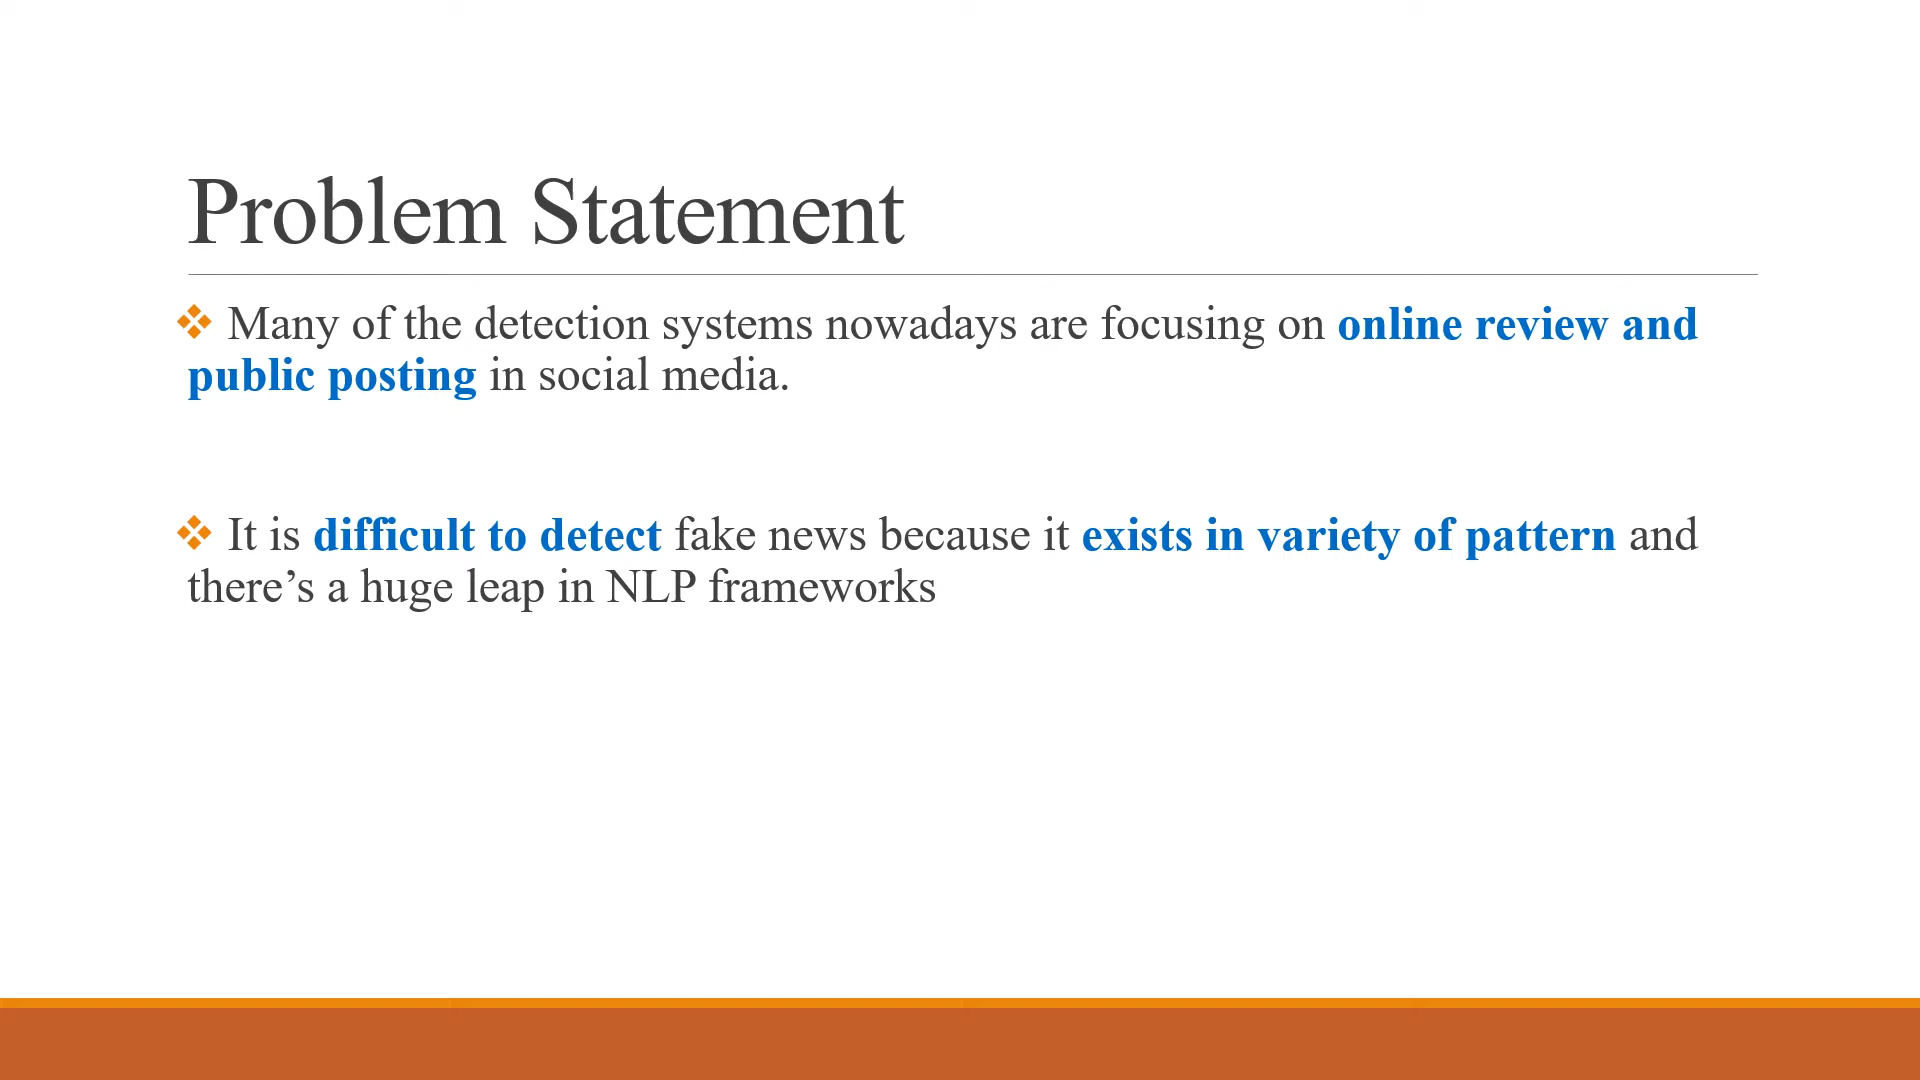 Problem Statement
❖ Many of the detection systems nowadays are focusing on online review and
public posting in social media.
❖ It is difficult to detect fake news because it exists in variety of pattern and
there’s a huge leap in NLP frameworks